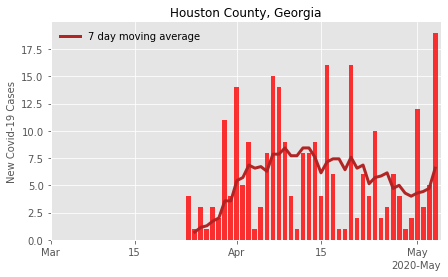 Houston County, Georgia
7 day moving average
New Covid-19 Cases
17.5
15.0
12.5
10.0
7.5
5.0
2.5
0.0
Mar
15
Apr
15
May
2020-May